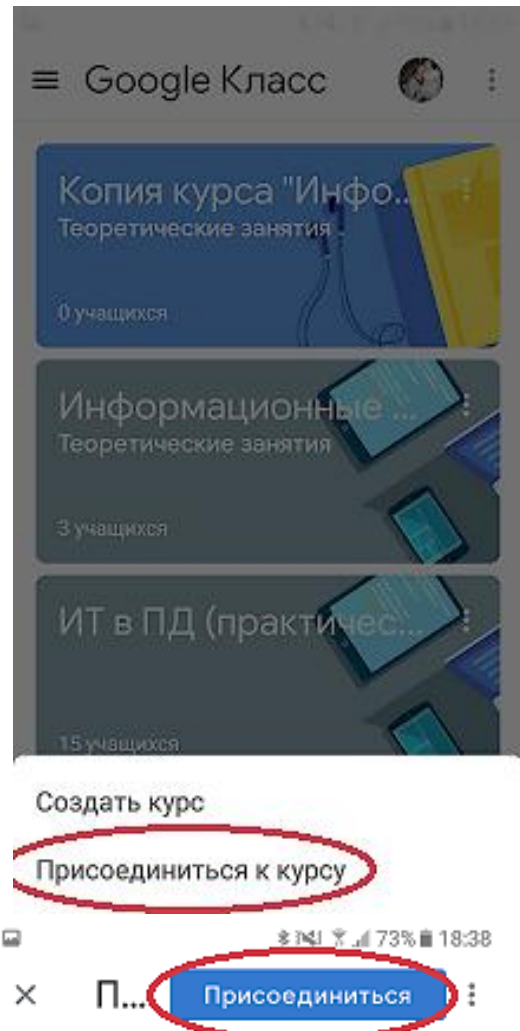 Google Класс
Копия курса "Инфо...
Теоретические занятия
0 учащихся
Информационные ...
Теоретические занятия
3 учащихся
ИТ в ПД (практичес...
15 учащихся
Создать курс
Присоединиться к курсу
73% 18:38
П... Присоединиться